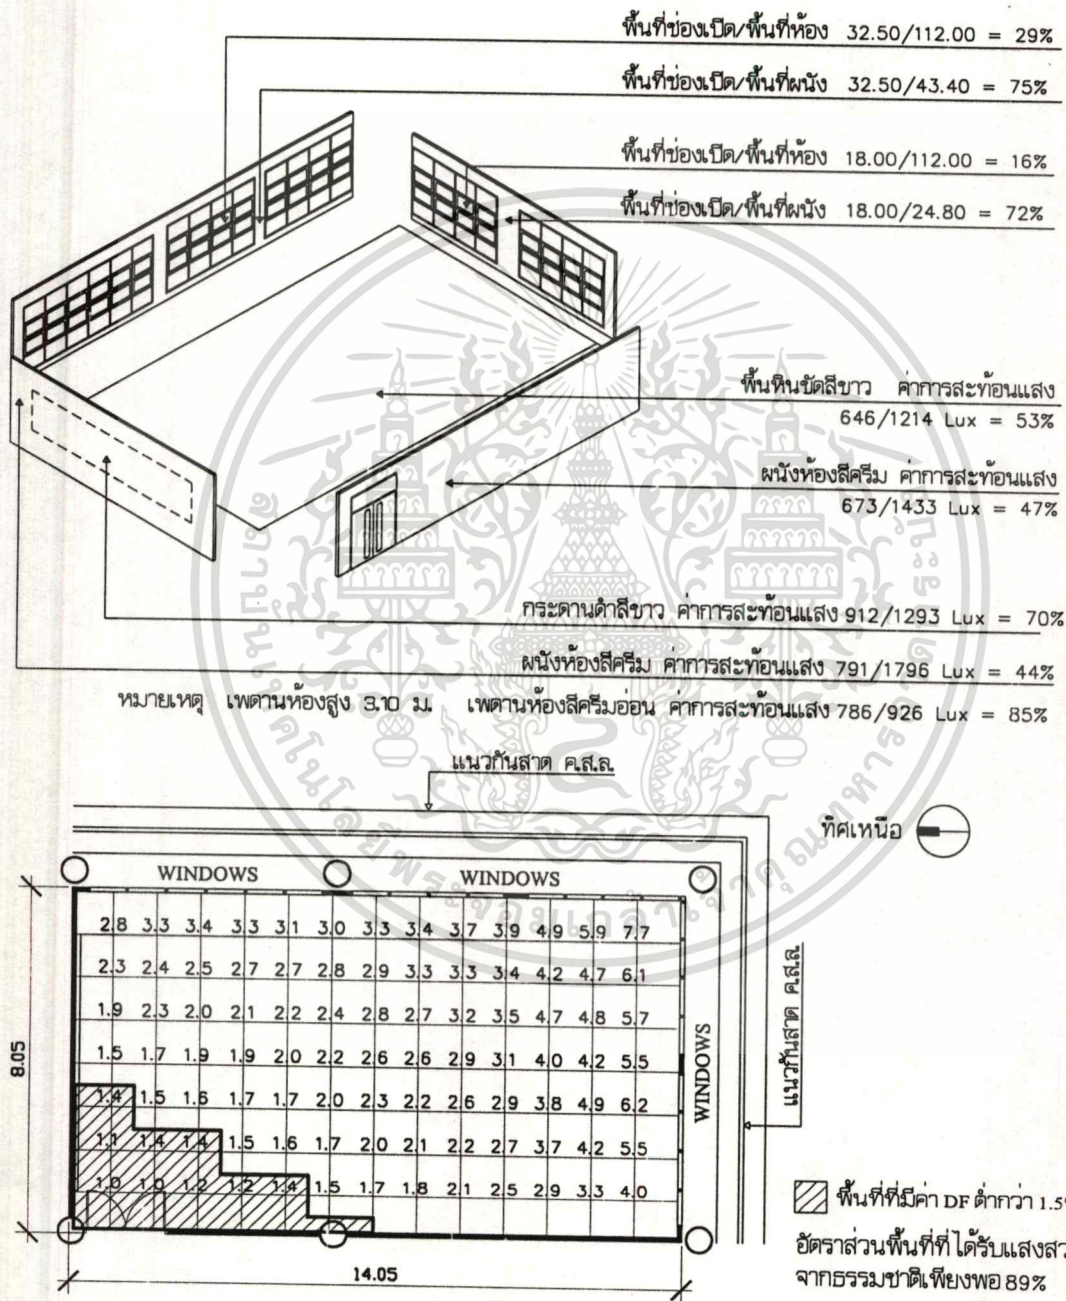 พื้นที่ช่องเปิด/พื้นที่ห้อง 32.50/112.00 = 29%
พื้นที่ช่องเปิด/พื้นที่ผนัง 32.50/43.40 = 75%
พื้นที่ช่องเปิด/พื้นที่ห้อง 18.00/112.00 = 16%
พื้นที่ช่องเปิด/พื้นที่ผนัง 18.00/24.80 = 72%
พื้นหินขัดสีขาว ค่าการสะท้อนแสง
646/1214 Lux = 53%
ผนังห้องสีครีม ค่าการสะท้อนแสง
673/1433 Lux = 47%
กระดานดำสีขาว ค่าการสะท้อนแสง 912/1293 Lux = 70%
ผนังห้องสีครีม ค่าการสะท้อนแสง 791/1796 Lux = 44%
หมายเหตุ เพดานห้องสูง 3.10 ม. เพดานห้องสีครีมอ่อน ค่าการสะท้อนแสง 786/926 Lux = 85%
แนวกันสาด ค.ส.ล.
ทิศเหนือ
WINDOWS WINDOWS
2.8 3.3 3.4 3.3 3.1 3.0 3.3 3.4 3.7 3.9 4.9 5.9 7.7
2.3 2.4 2.5 2.7 2.7 2.8 2.9 3.3 3.3 3.4 4.2 4.7 6.1
1.9 2.3 2.0 2.1 2.2 2.4 2.8 2.7 3.2 3.5 4.7 4.8 5.7
1.5 1.7 1.9 1.9 2.0 2.2 2.6 2.6 2.9 3.1 4.0 4.2 5.5
1.4 1.5 1.6 1.7 1.7 2.0 2.3 2.2 2.6 2.9 3.8 4.9 6.2
1.1 1.4 1.4 1.5 1.6 1.7 2.0 2.1 2.2 2.7 3.7 4.2 5.5
1.0 1.0 1.2 1.2 1.4 1.5 1.7 1.8 2.1 2.5 2.9 3.3 4.0
8.05
WINDOWS
แนวกันสาด ค.ส.ล.
14.05
พื้นที่ที่มีค่า DF ต่ำกว่า 1.5
อัตราส่วนพื้นที่ที่ได้รับแสงสว
จากธรรมชาติเพียงพอ 89%